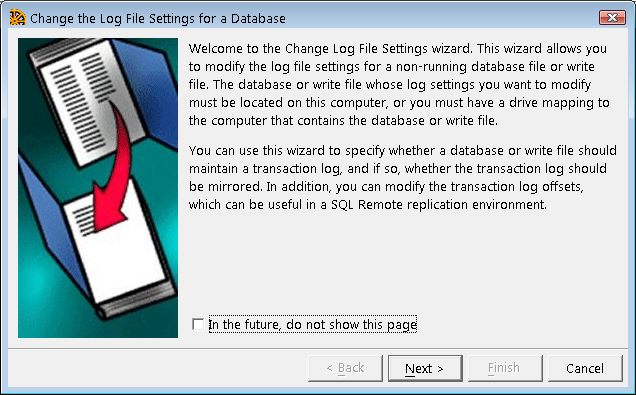 Change the Log File Settings for a Database
Welcome to the Change Log File Settings wizard. This wizard allows you
to modify the log file settings for a non-running database file or write
file. The database or write file whose log settings you want to modify
must be located on this computer, or you must have a drive mapping to
the computer that contains the database or write file.
You can use this wizard to specify whether a database or write file should
maintain a transaction log, and if so, whether the transaction log should
be mirrored. In addition, you can modify the transaction log offsets,
which can be useful in a SQL Remote replication environment.
In the future, do not show this page
< Back Next > Finish Cancel